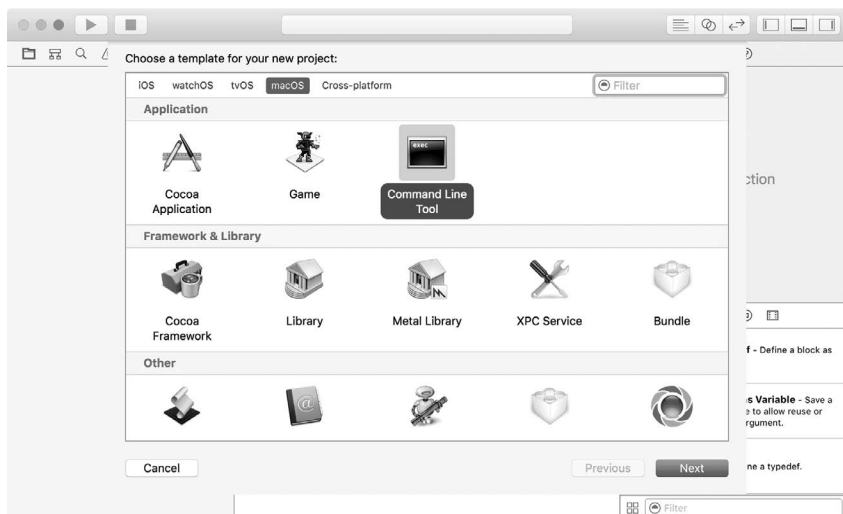 Choose a template for your new project:
iOS watchOS tvOS macOS Cross-platform Filter
Application
exec
Cocoa Application
Game
Command Line Tool
ction
Framework & Library
Cocoa Framework
Library
Metal Library
XPC Service
Bundle
Other
f - Define a block as
s Variable - Save a
e to allow reuse or
rgument.
ne a typedef.
Cancel Previous Next
Filter